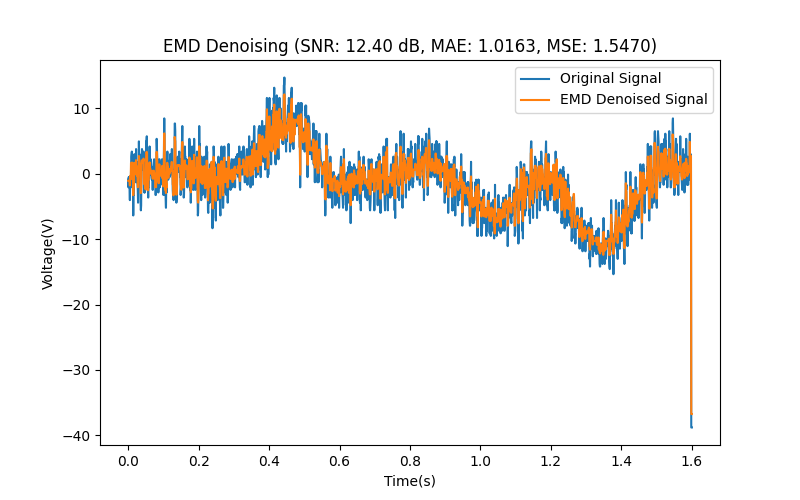 EMD Denoising (SNR: 12.40 dB, MAE: 1.0163, MSE: 1.5470)
Original Signal
EMD Denoised Signal
10
0
−10
−20
−30
−40
Voltage(V)
0.0 0.2 0.4 0.6 0.8 1.0 1.2 1.4 1.6
Time(s)